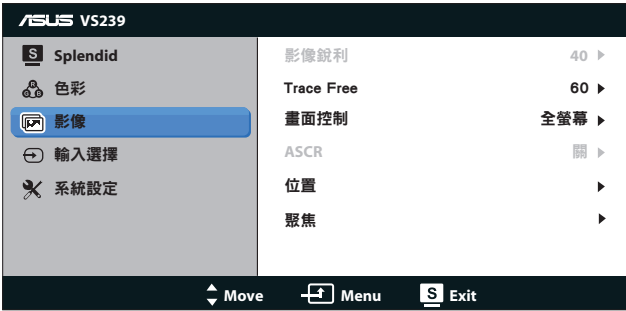 ASUS VS239
S Splendid
色彩
影像
輸入選擇
系統設定
影像銳利 40
Trace Free 60
畫面控制 全螢幕
ASCR 關
位置
聚焦
Move Menu S Exit